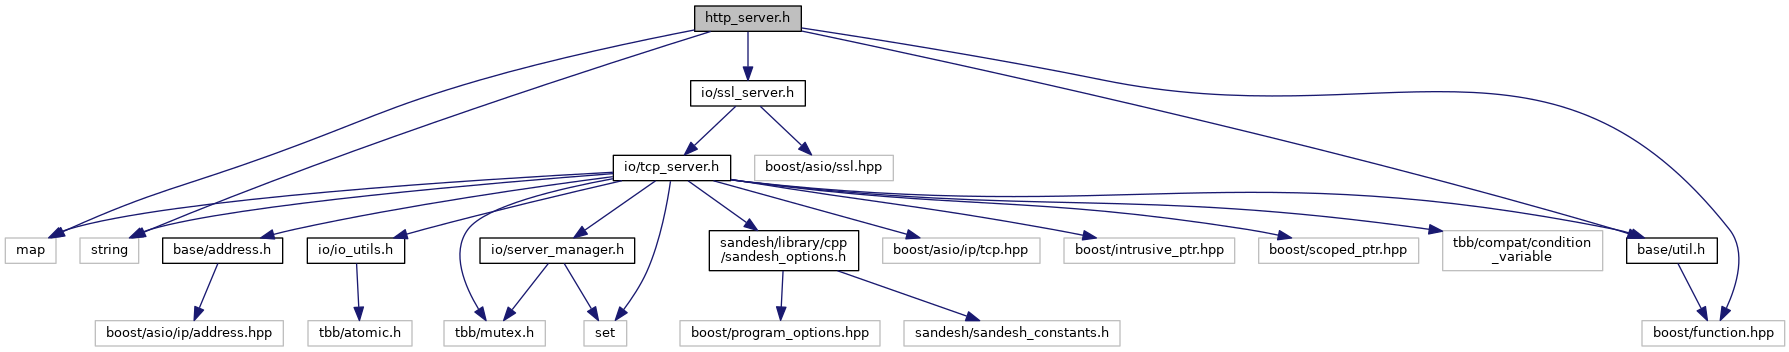 http_server.h
io/ssl_server.h
io/tcp_server.h
boost/asio/ssl.hpp
map
string
base/address.h
io/io_utils.h
io/server_manager.h
sandesh/library/cpp
/sandesh_options.h
boost/asio/ip/tcp.hpp
boost/intrusive_ptr.hpp
boost/scoped_ptr.hpp
tbb/compat/condition
_variable
base/util.h
boost/asio/ip/address.hpp
tbb/atomic.h
tbb/mutex.h
set
boost/program_options.hpp
sandesh/sandesh_constants.h
boost/function.hpp